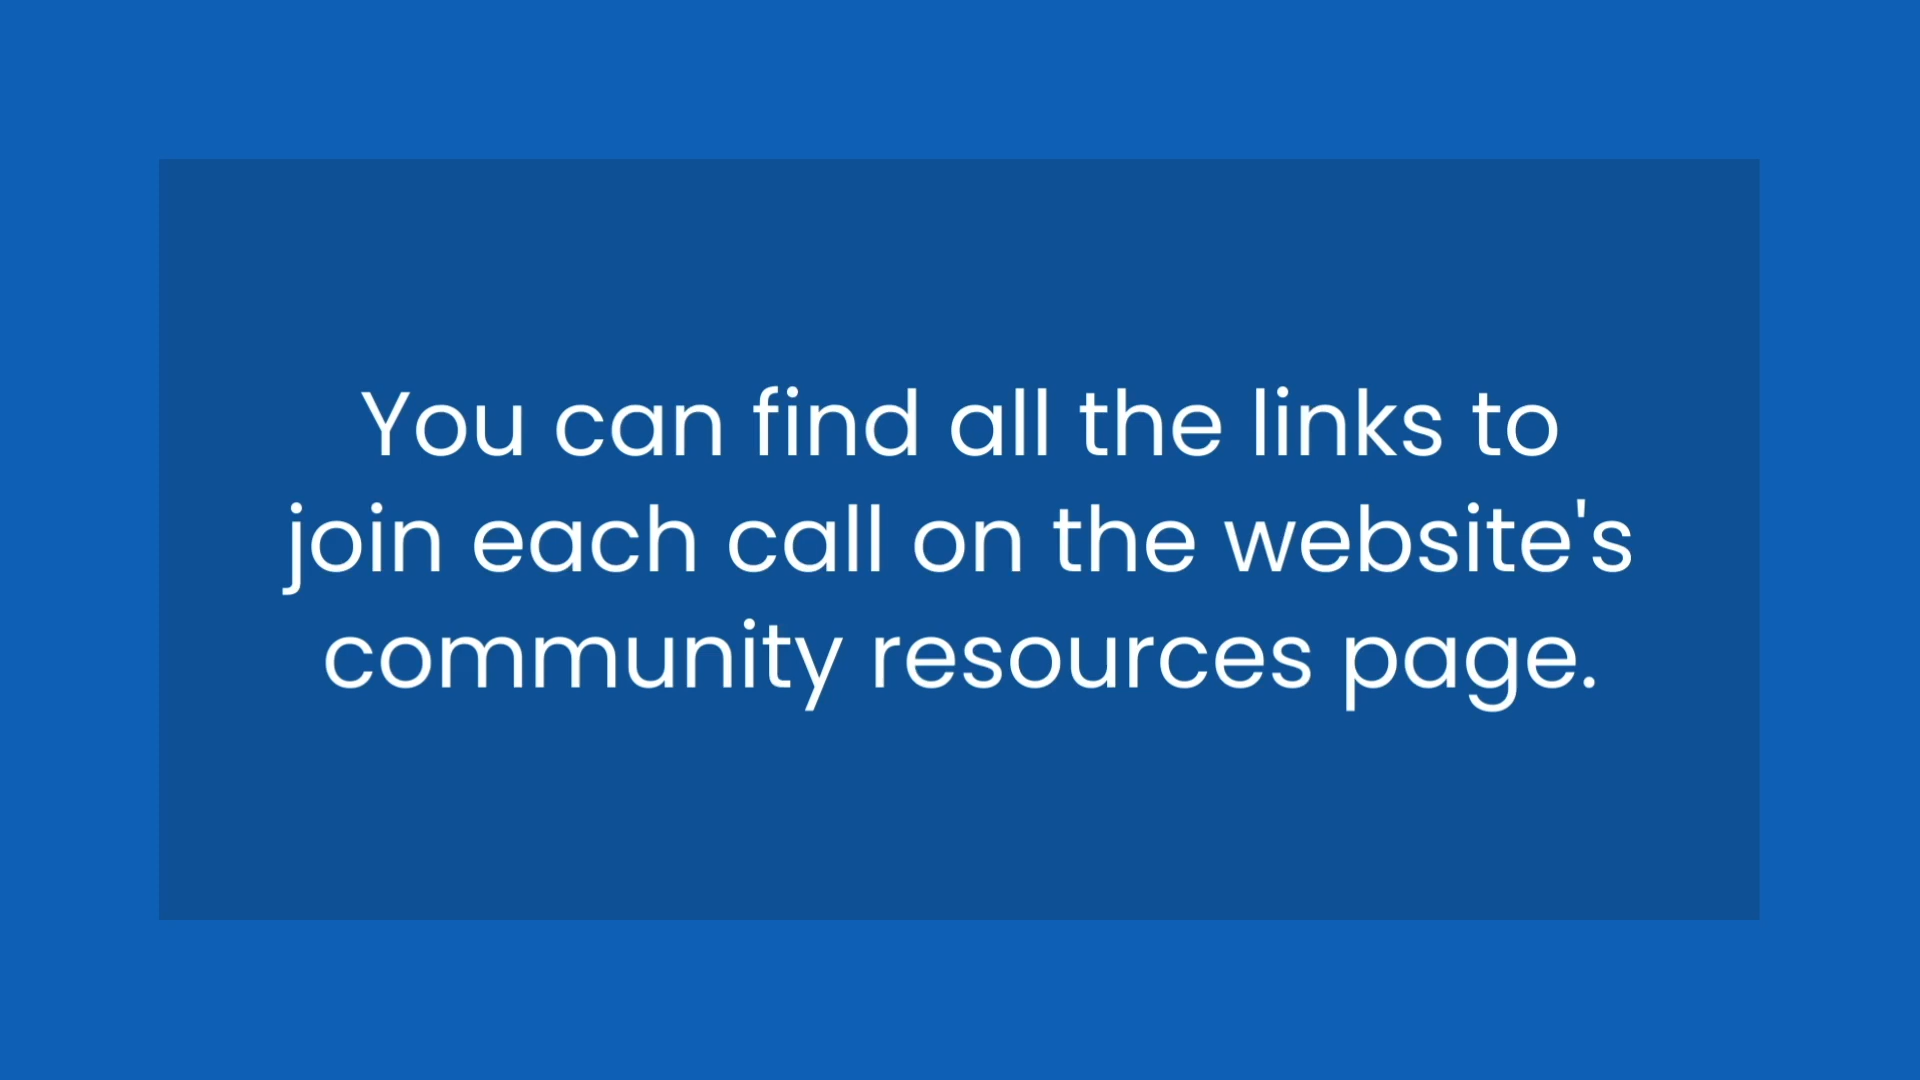 You can find all the links to
join each call on the website's
community resources page.